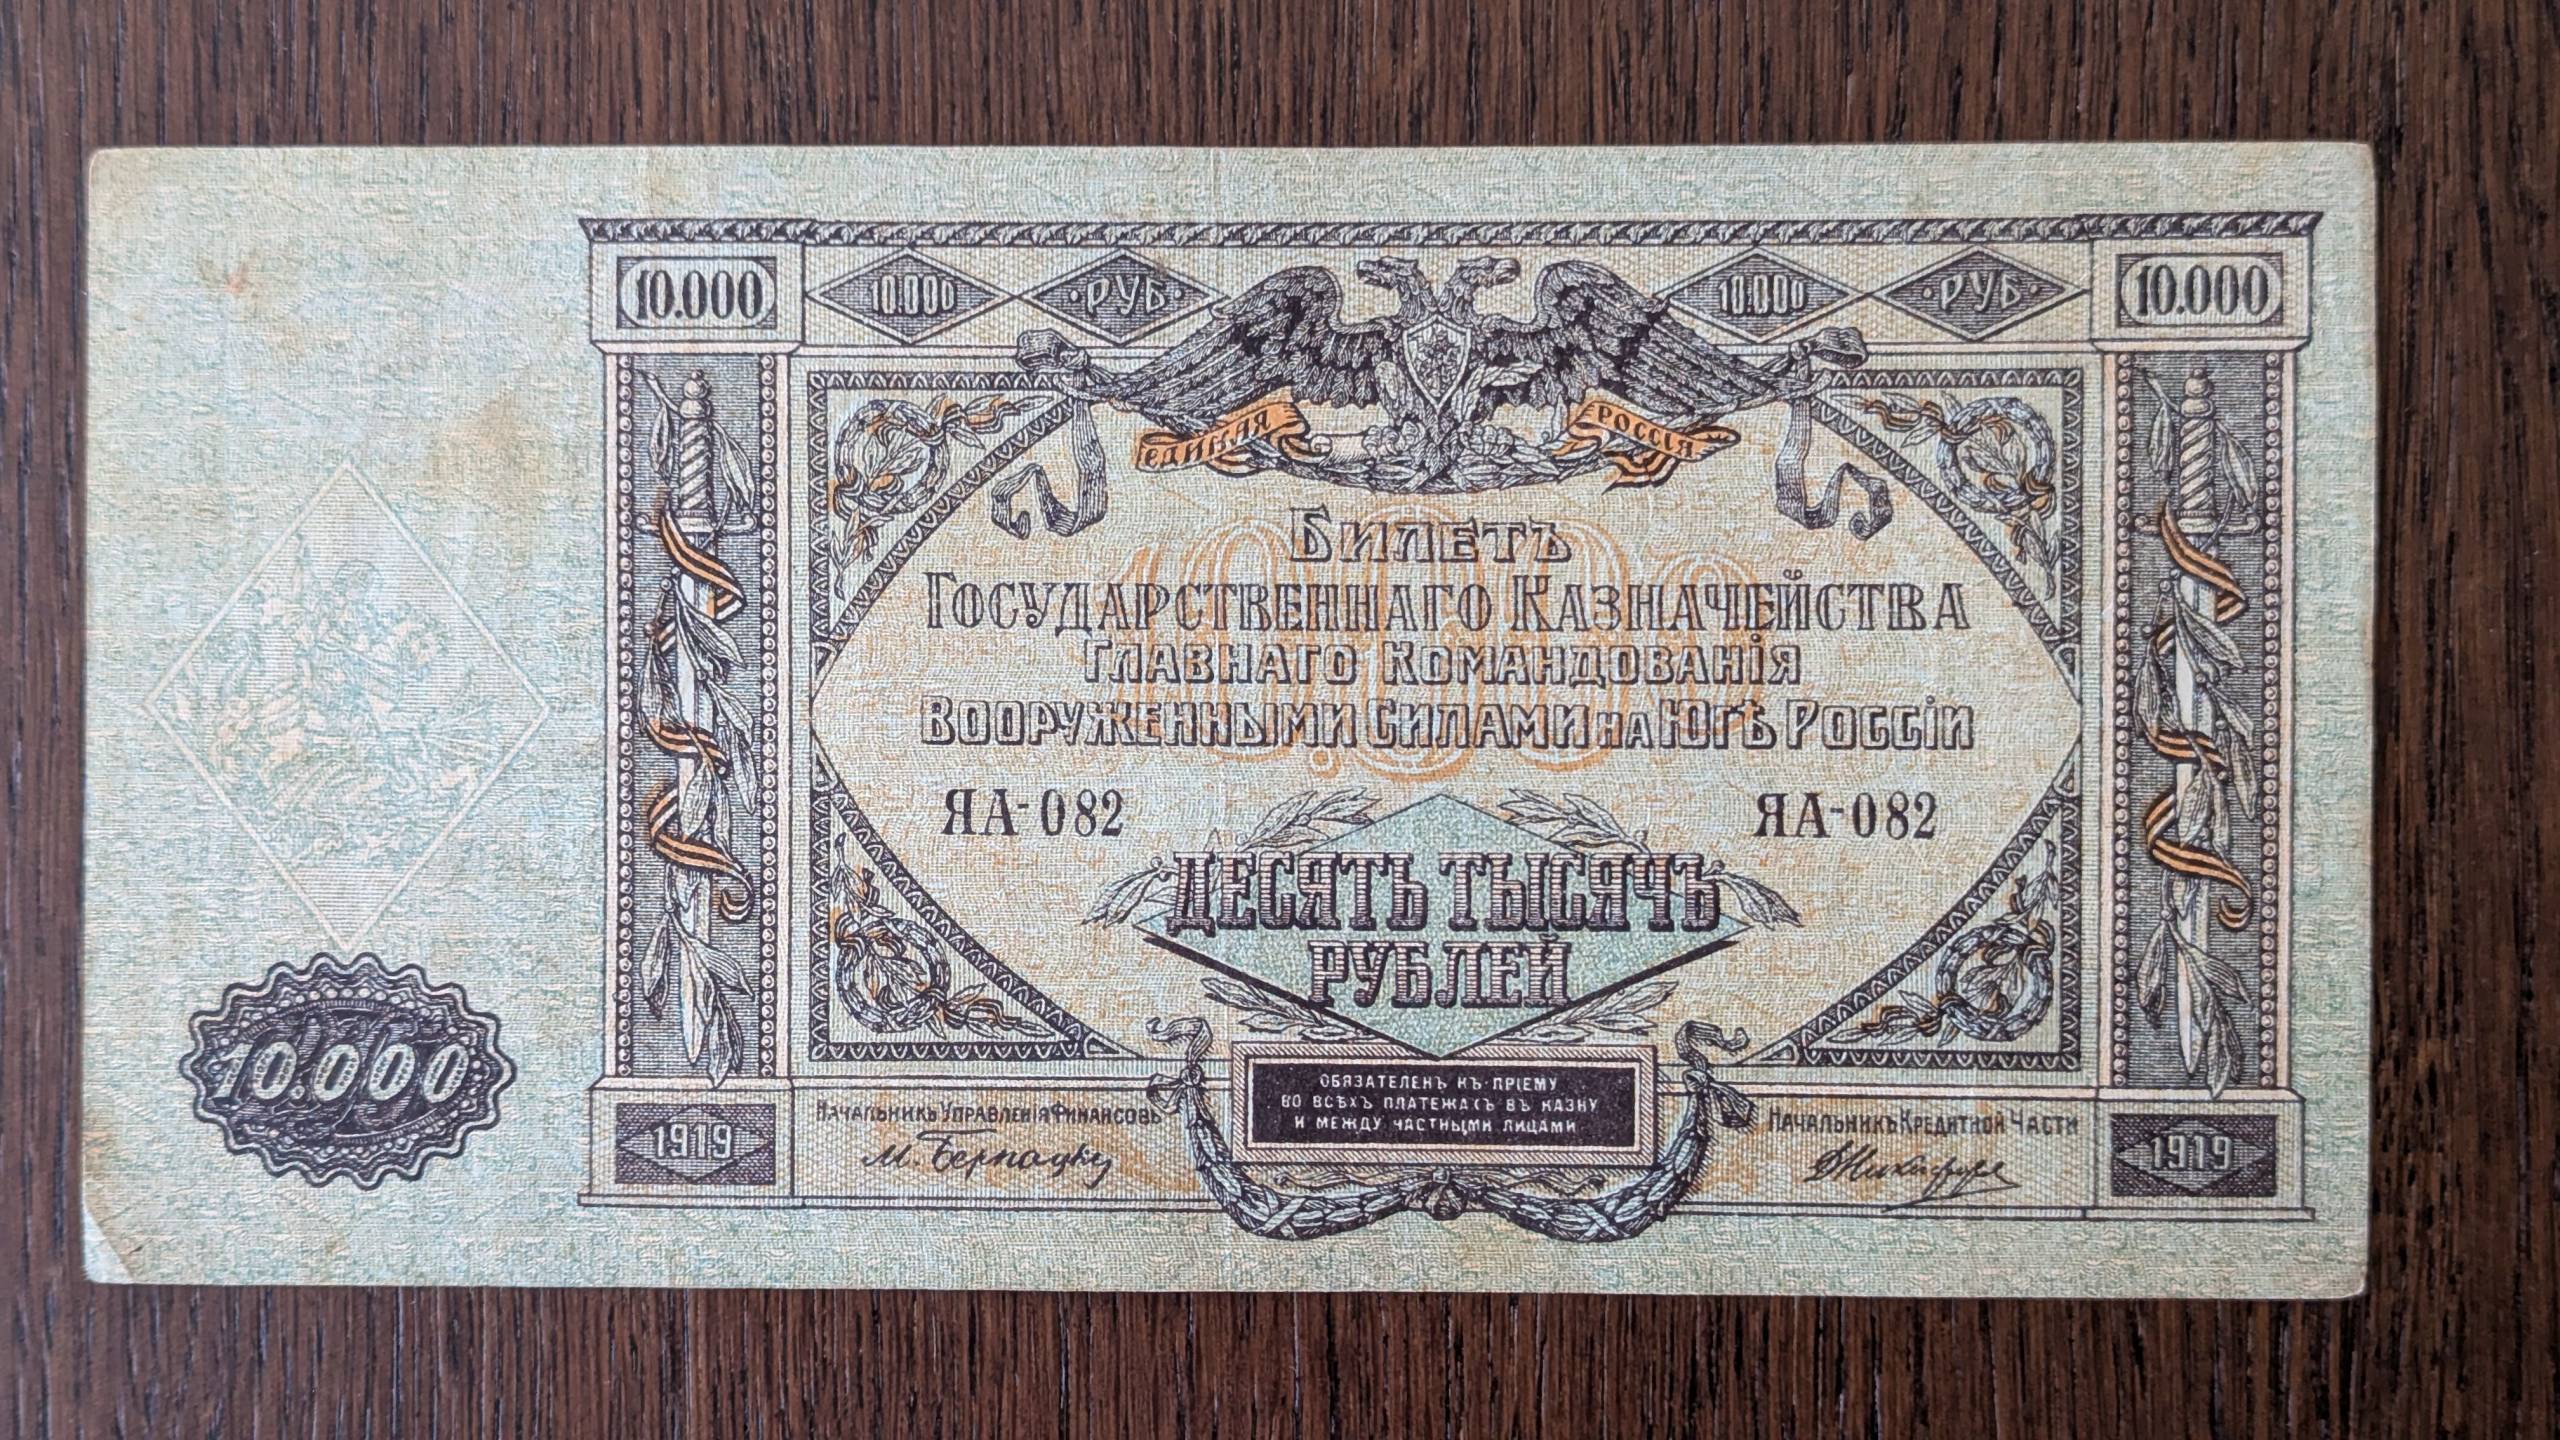 10.000 10.000 РУБ 10.000 РУБ 10.000
ЕДИНАЯ РОССІЯ
БИЛЕТЪ
ГОСУДАРСТВЕННАГО КАЗНАЧЕЙСТВА
ГЛАВНАГО КОМАНДОВАНІЯ
ВООРУЖЕННЫМИ СИЛАМИ НА ЮГѢ РОССІИ
ЯА-082 ЯА-082
ДЕСЯТЬ ТЫСЯЧЪ
РУБЛЕЙ
10.000
ОБЯЗАТЕЛЕНЪ КЪ ПРІЕМУ
ВО ВСѢХЪ ПЛАТЕЖАХЪ ВЪ КАЗНУ
И МЕЖДУ ЧАСТНЫМИ ЛИЦАМИ
НАЧАЛЬНИКЪ УПРАВЛЕНІЯ ФИНАНСОВЪ
М. Бернацкій
НАЧАЛЬНИКЪ КРЕДИТНОЙ ЧАСТИ
1919 1919